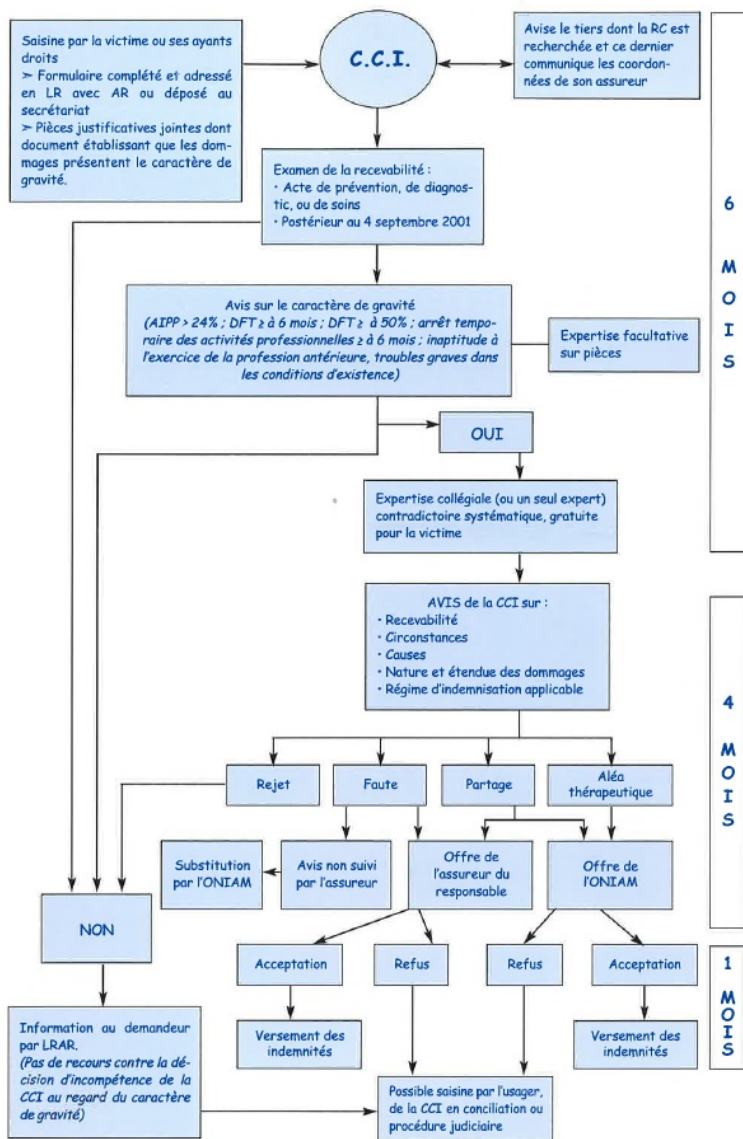 Saisine par la victime ou ses ayants
droits
➢ Formulaire complété et adressé
en LR avec AR ou déposé au
secrétariat
➢ Pièces justificatives jointes dont
document établissant que les dom-
mages présentent le caractère de
gravité.
C.C.I.
Avise le tiers dont la RC est
recherchée et ce dernier
communique les coordon-
nées de son assureur
Examen de la recevabilité :
• Acte de prévention, de diagnos-
tic, ou de soins
• Postérieur au 4 septembre 2001
Avis sur le caractère de gravité
(AIPP > 24% ; DFT ≥ à 6 mois ; DFT ≥ à 50% ; arrêt tempo-
raire des activités professionnelles ≥ à 6 mois ; inaptitude à
l'exercice de la profession antérieure, troubles graves dans
les conditions d'existence)
Expertise facultative
sur pièces
6
M
O
I
S
OUI
Expertise collégiale (ou un seul expert)
contradictoire systématique, gratuite
pour la victime
AVIS de la CCI sur :
• Recevabilité
• Circonstances
• Causes
• Nature et étendue des dommages
• Régime d'indemnisation applicable
Rejet
Faute
Partage
Aléa
thérapeutique
Substitution
par l'ONIAM
Avis non suivi
par l'assureur
Offre de
l'assureur du
responsable
Offre de
l'ONIAM
4
M
O
I
S
NON
Acceptation
Refus
Refus
Acceptation
Versement des
indemnités
Versement des
indemnités
1
MOIS
Information au demandeur
par LRAR.
(Pas de recours contre la dé-
cision d'incompétence de la
CCI au regard du caractère
de gravité)
Possible saisine par l'usager,
de la CCI en conciliation ou
procédure judiciaire